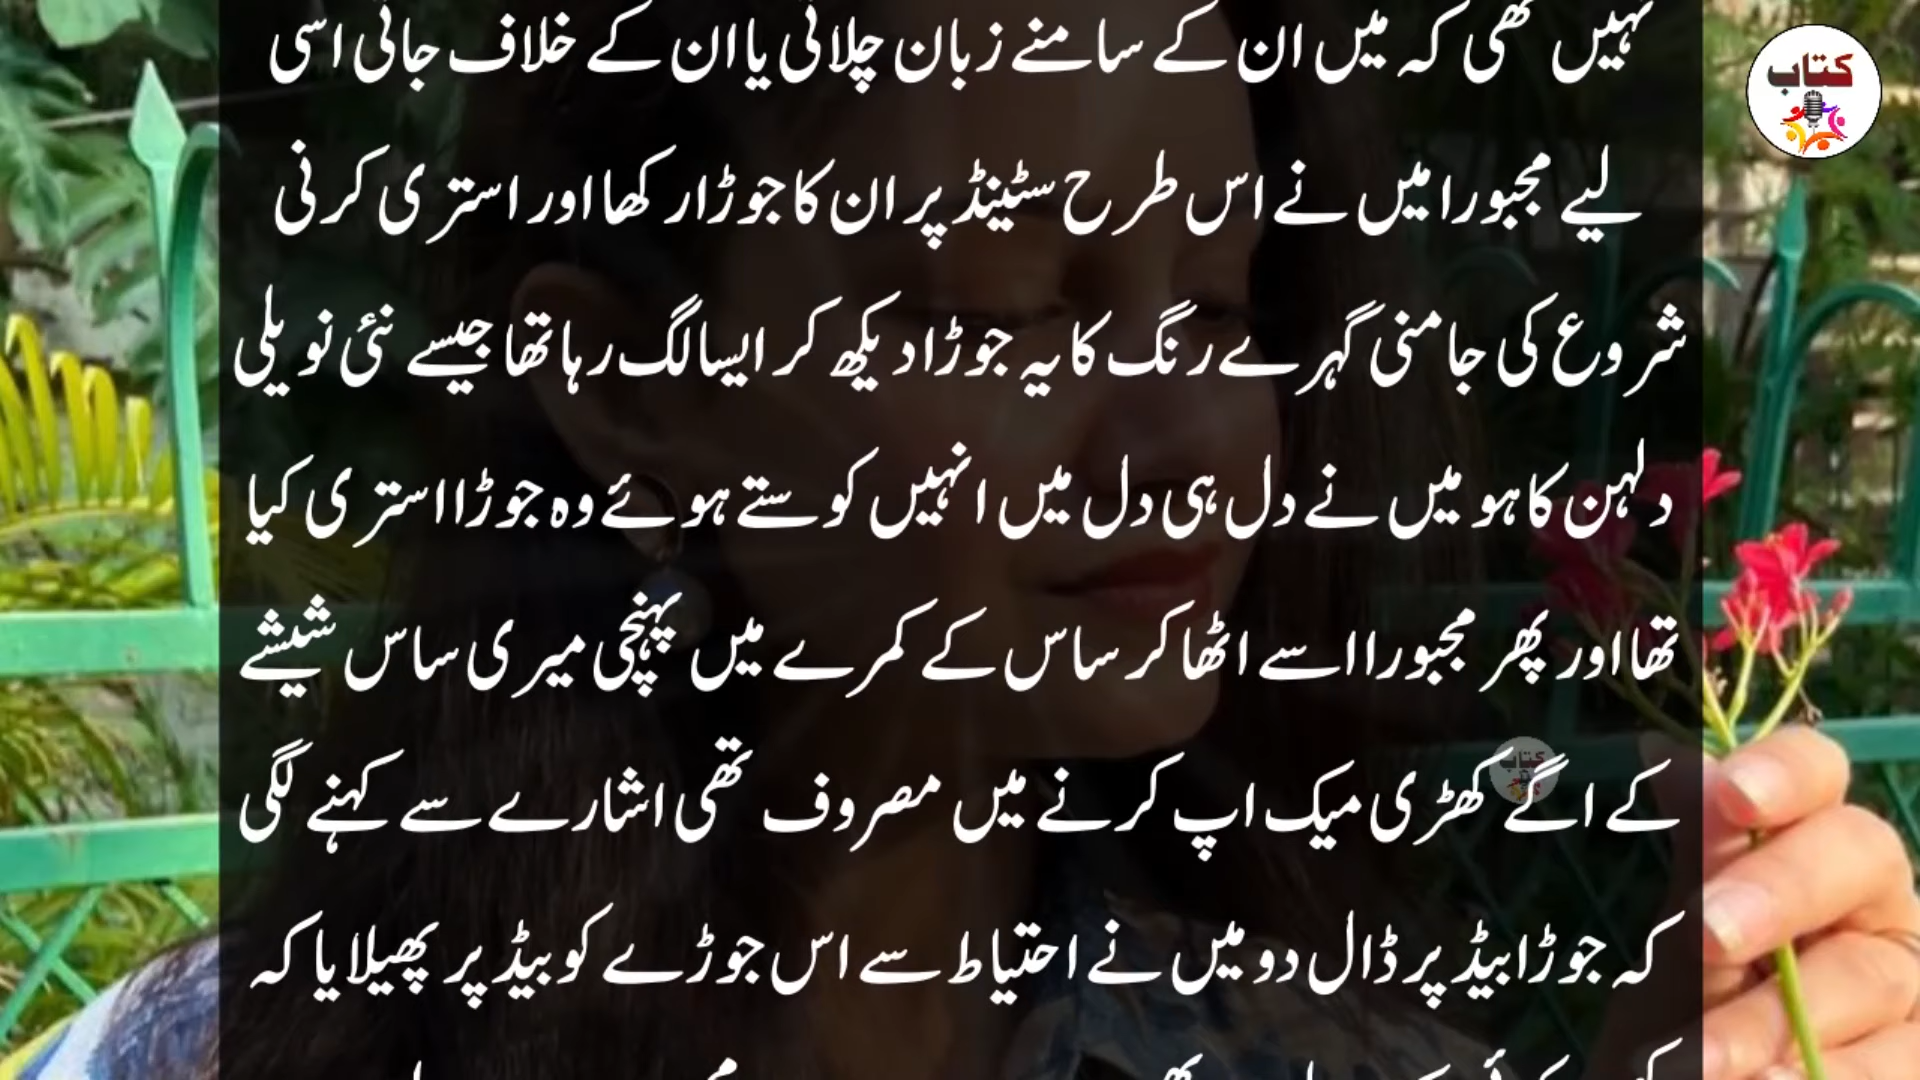 نہیں تھی کہ میں ان کے سامنے زبان چلاتی یا ان کے خلاف جاتی اسی
لیے مجبورا میں نے اس طرح سٹینڈ پر ان کا جوڑا رکھا اور استری کرنی
شروع کی جامنی گہرے رنگ کا یہ جوڑا دیکھ کر ایسا لگ رہا تھا جیسے نئی نویلی
دلہن کا ہو میں نے دل ہی دل میں انہیں کوستے ہوئے وہ جوڑا استری کیا
تھا اور پھر مجبورا اسے اٹھا کر ساس کے کمرے میں پہنچی میری ساس شیشے
کے اگے کھڑی میک اپ کرنے میں مصروف تھی اشارے سے کہنے لگی
کہ جوڑا بیڈ پر ڈال دو میں نے احتیاط سے اس جوڑے کو بیڈ پر پھیلایا کہ
کتاب
کتاب